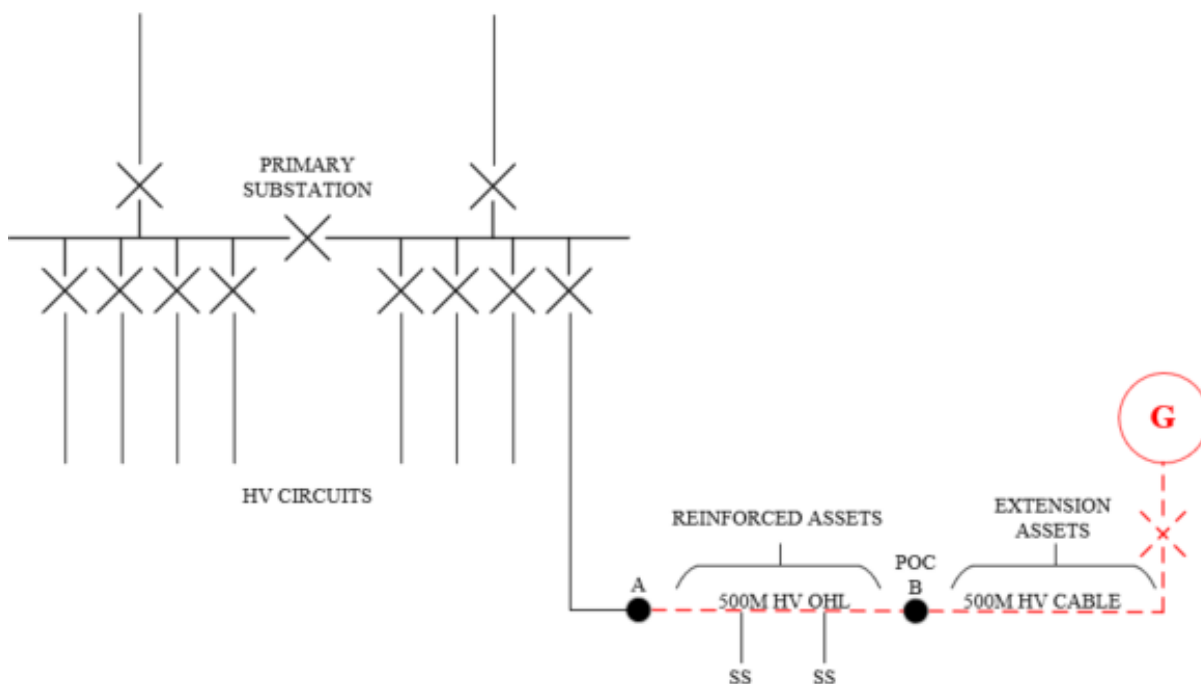 PRIMARY
SUBSTATION
HV CIRCUITS
G
REINFORCED ASSETS
EXTENSION
ASSETS
A
POC
B
500M HV OHL
500M HV CABLE
SS
SS